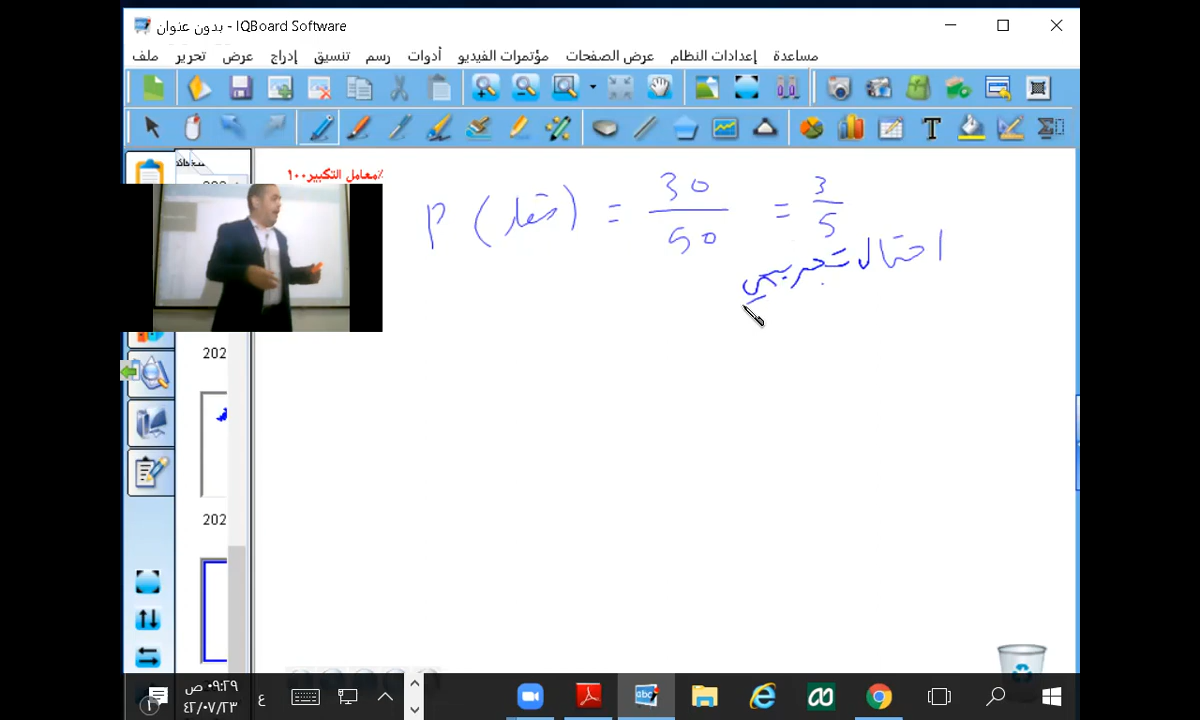 بدون عنوان - IQBoard Software
ملف تحرير عرض إدراج تنسيق رسم أدوات مؤتمرات الفيديو عرض الصفحات إعدادات النظام مساعدة
معامل التكبير١٠٠٪
P ( شعار ) = 30/50 = 3/5
احتمال تجريبي
202
202
ع
٠٩:٢٩ ص
٤٢/٠٧/٢٣
abc